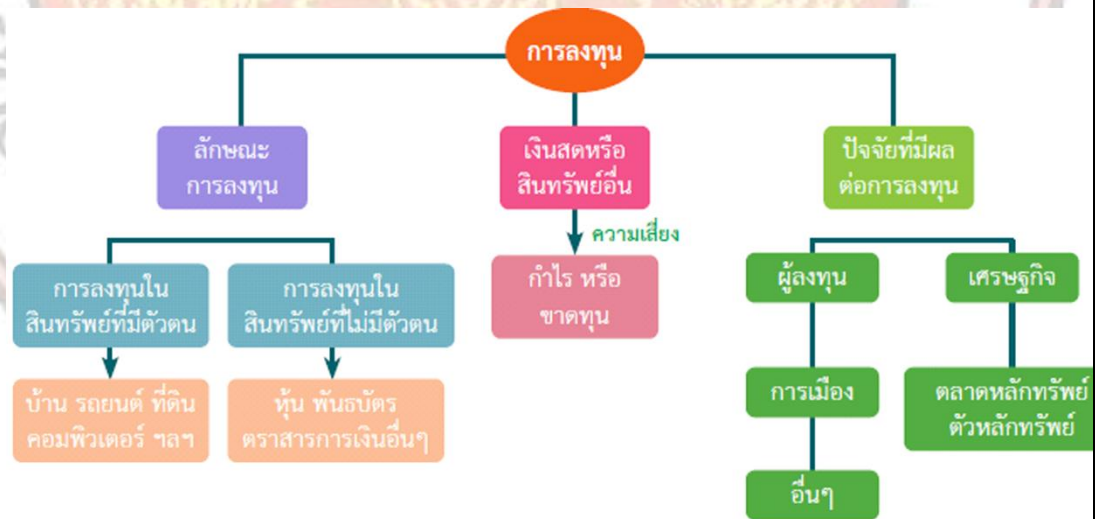 การลงทุน
ลักษณะ
การลงทุน
เงินสดหรือ
สินทรัพย์อื่น
ปัจจัยที่มีผล
ต่อการลงทุน
ความเสี่ยง
การลงทุนใน
สินทรัพย์ที่มีตัวตน
การลงทุนใน
สินทรัพย์ที่ไม่มีตัวตน
กำไร หรือ
ขาดทุน
ผู้ลงทุน
เศรษฐกิจ
บ้าน รถยนต์ ที่ดิน
คอมพิวเตอร์ ฯลฯ
หุ้น พันธบัตร
ตราสารการเงินอื่นๆ
การเมือง
ตลาดหลักทรัพย์
ตัวหลักทรัพย์
อื่นๆ